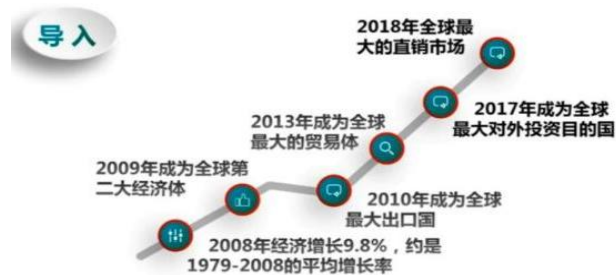 导入
2018年全球最
大的直销市场
2017年成为全球
最大对外投资目的国
2013年成为全球
最大的贸易体
2009年成为全球第
二大经济体
2010年成为全球
最大出口国
2008年经济增长9.8%，约是
1979-2008的平均增长率